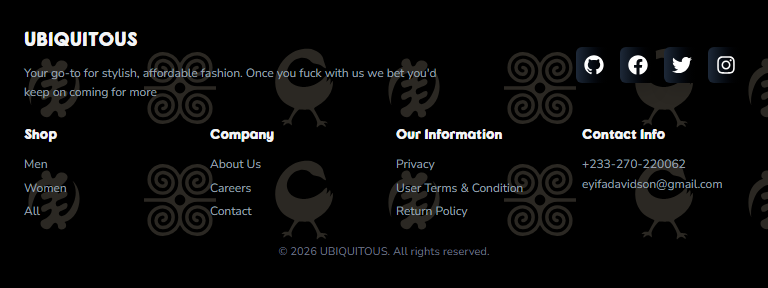 UBIQUITOUS
Your go-to for stylish, affordable fashion. Once you fuck with us we bet you'd
keep on coming for more
Shop
Men
Women
All
Company
About Us
Careers
Contact
Our Information
Privacy
User Terms & Condition
Return Policy
Contact Info
+233-270-220062
eyifadavidson@gmail.com
© 2026 UBIQUITOUS. All rights reserved.